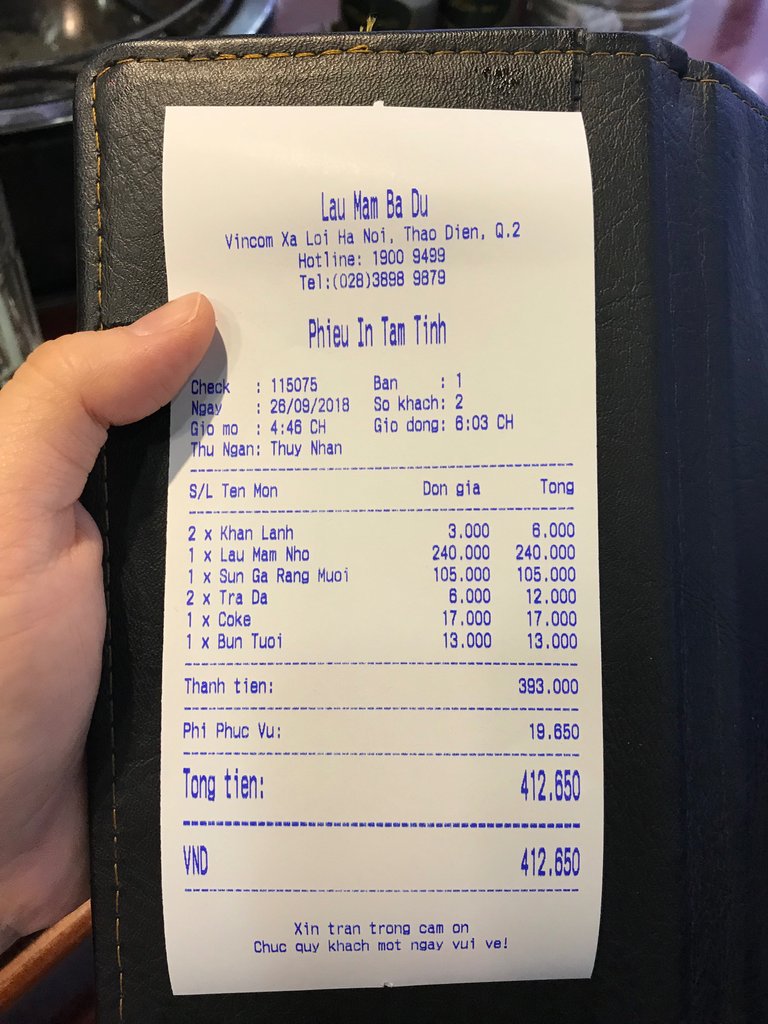 Lau Mam Ba Du
Vincom Xa Loi Ha Noi, Thao Dien, Q.2
Hotline: 1900 9499
Tel:(028)3898 9879
Phieu In Tam Tinh
Check : 115075 Ban : 1
Ngay : 26/09/2018 So khach: 2
Gio mo : 4:46 CH Gio dong: 6:03 CH
Thu Ngan: Thuy Nhan
S/L Ten Mon Don gia Tong
2 x Khan Lanh 3.000 6.000
1 x Lau Mam Nho 240.000 240.000
1 x Sun Ga Rang Muoi 105.000 105.000
2 x Tra Da 6.000 12.000
1 x Coke 17.000 17.000
1 x Bun Tuoi 13.000 13.000
Thanh tien: 393.000
Phi Phuc Vu: 19.650
Tong tien: 412.650
VND 412.650
Xin tran trong cam on
Chuc quy khach mot ngay vui ve!